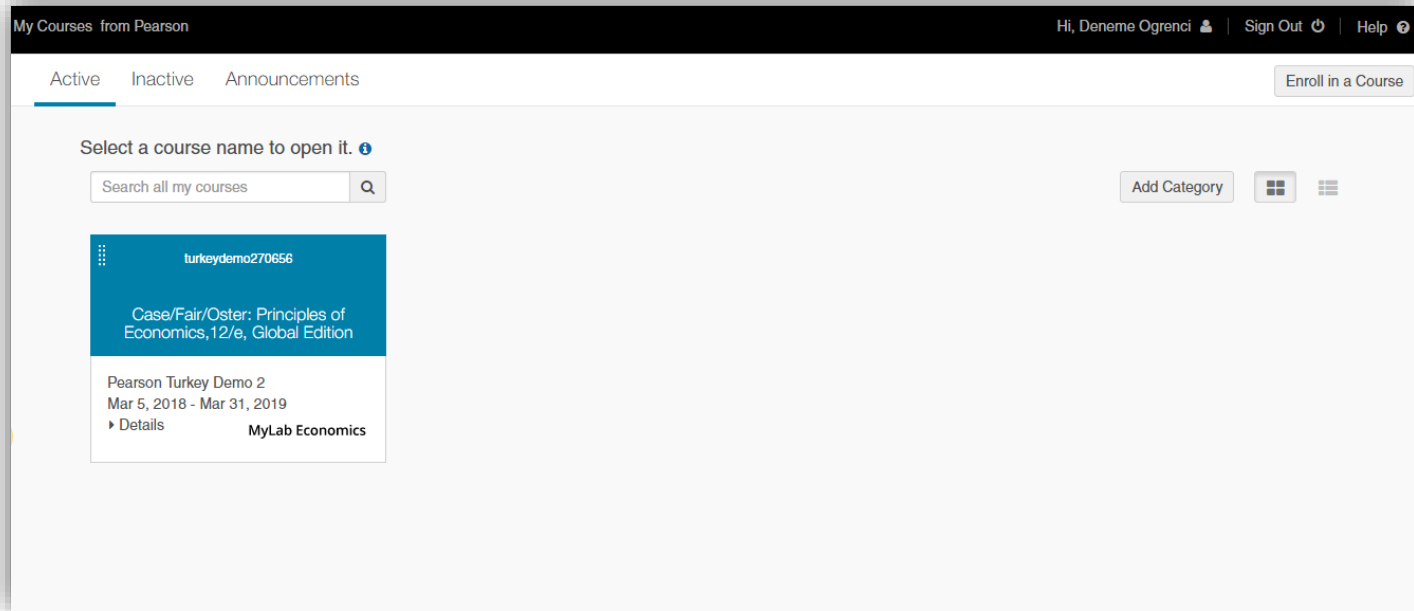 My Courses from Pearson
Hi, Deneme Ogrenci
Sign Out
Help
Active
Inactive
Announcements
Enroll in a Course
Select a course name to open it.
Search all my courses
Add Category
turkeydemo270656
Case/Fair/Oster: Principles of
Economics,12/e, Global Edition
Pearson Turkey Demo 2
Mar 5, 2018 - Mar 31, 2019
Details
MyLab Economics